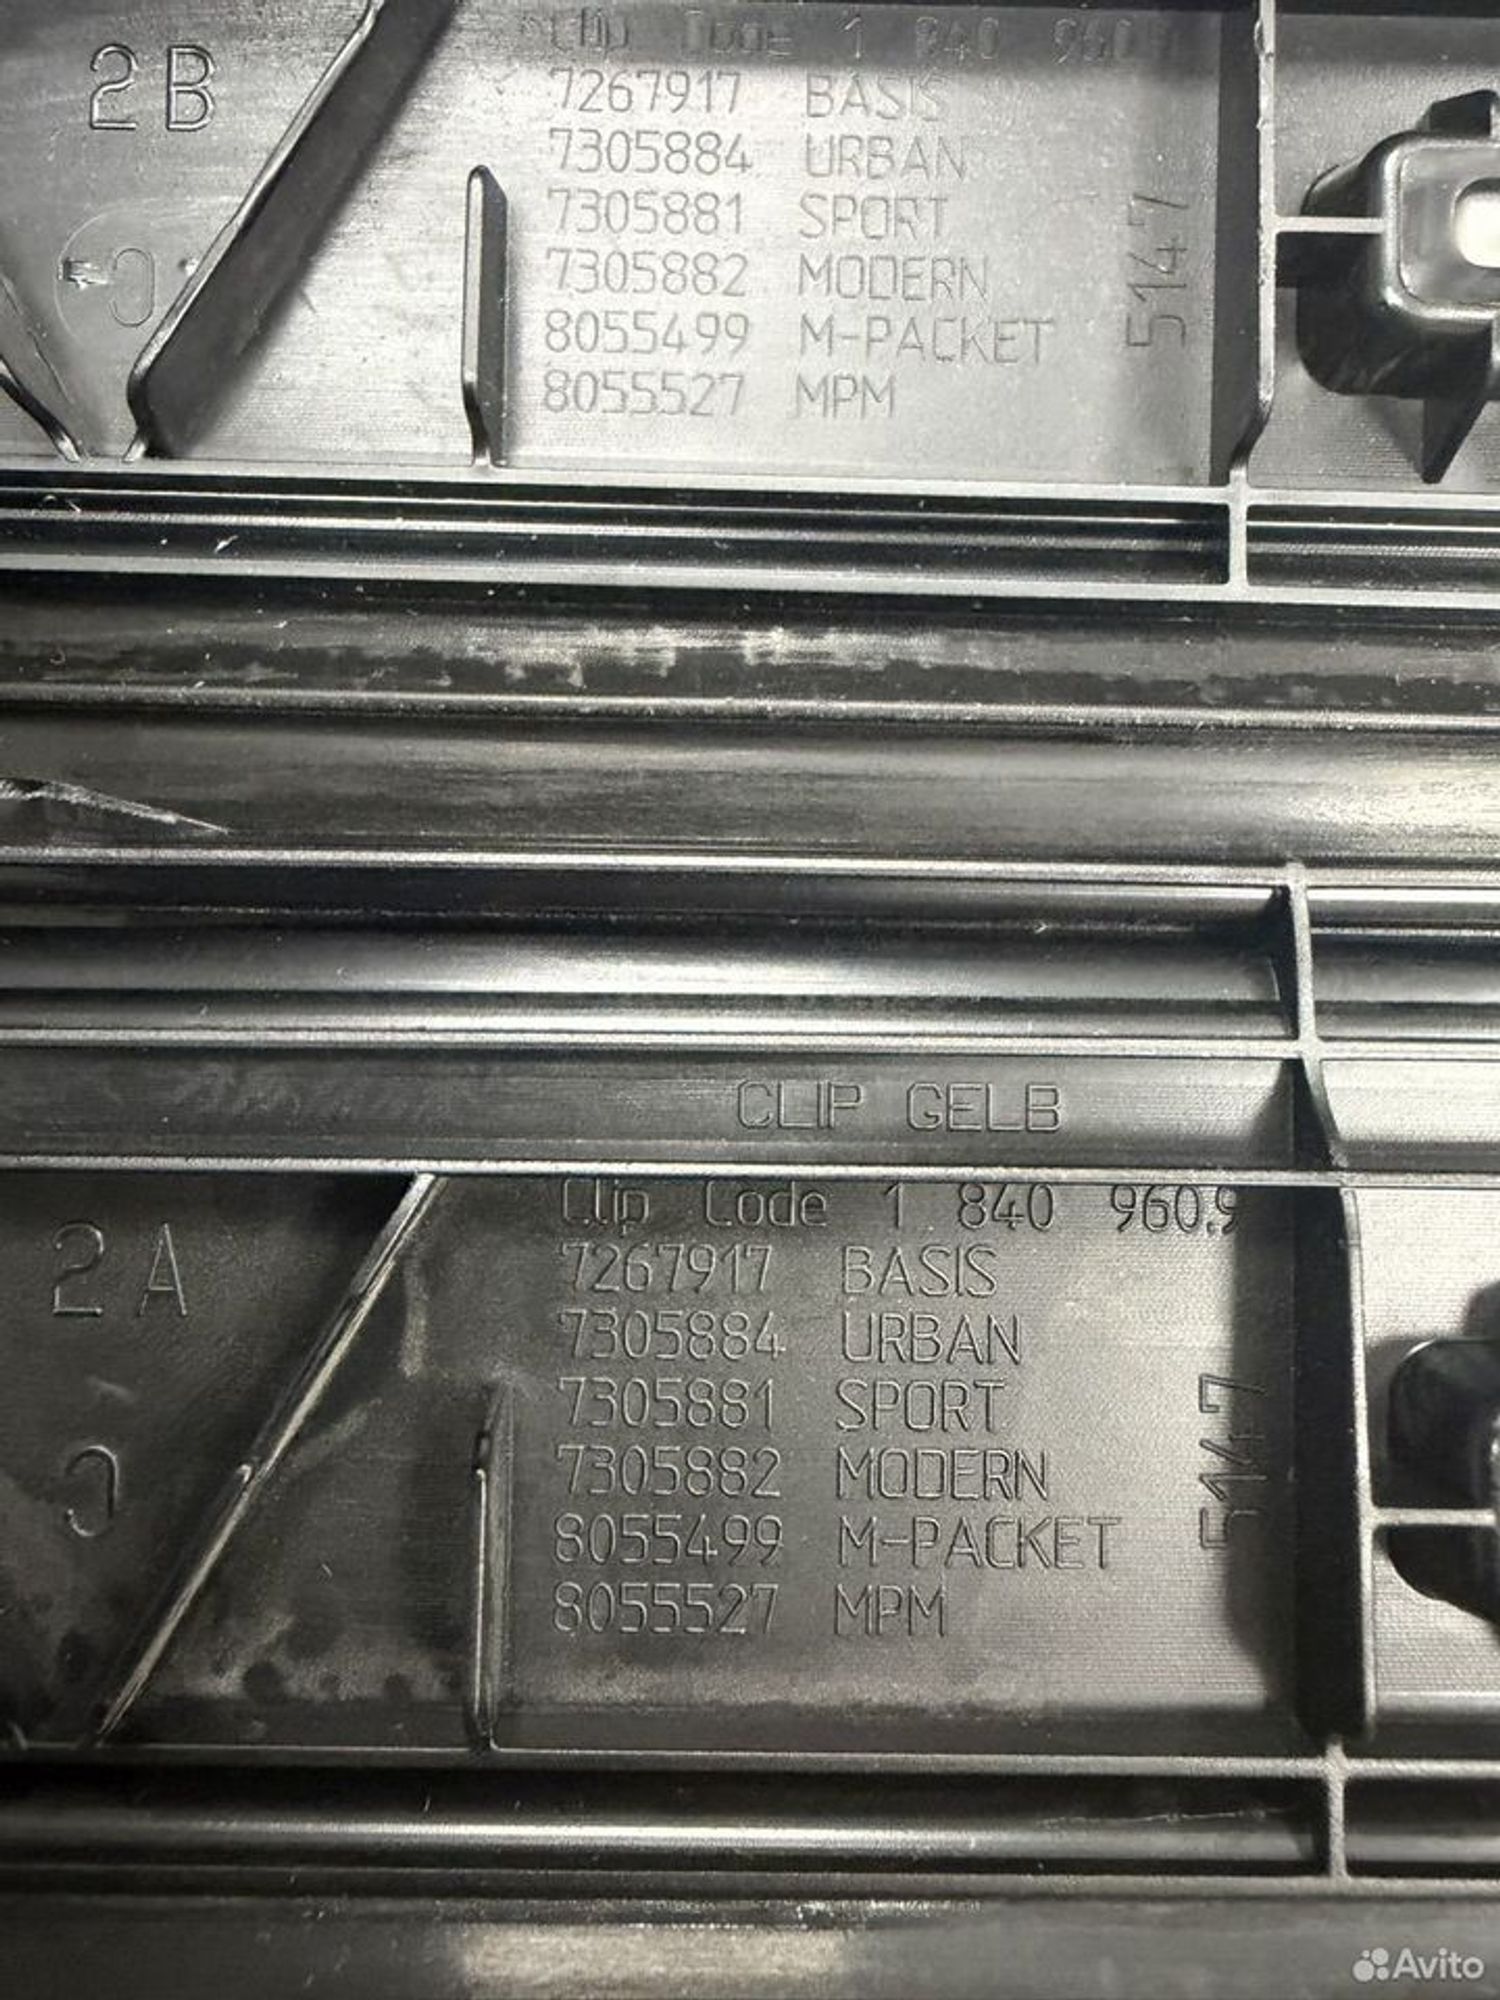 2B
Clip Code 1 840 960.9
7267917 BASIS
7305884 URBAN
7305881 SPORT
7305882 MODERN
8055499 M-PACKET
8055527 MPM
5147
C
CLIP GELB
2A
Clip Code 1 840 960.9
7267917 BASIS
7305884 URBAN
7305881 SPORT
7305882 MODERN
8055499 M-PACKET
8055527 MPM
5147
C
Avito